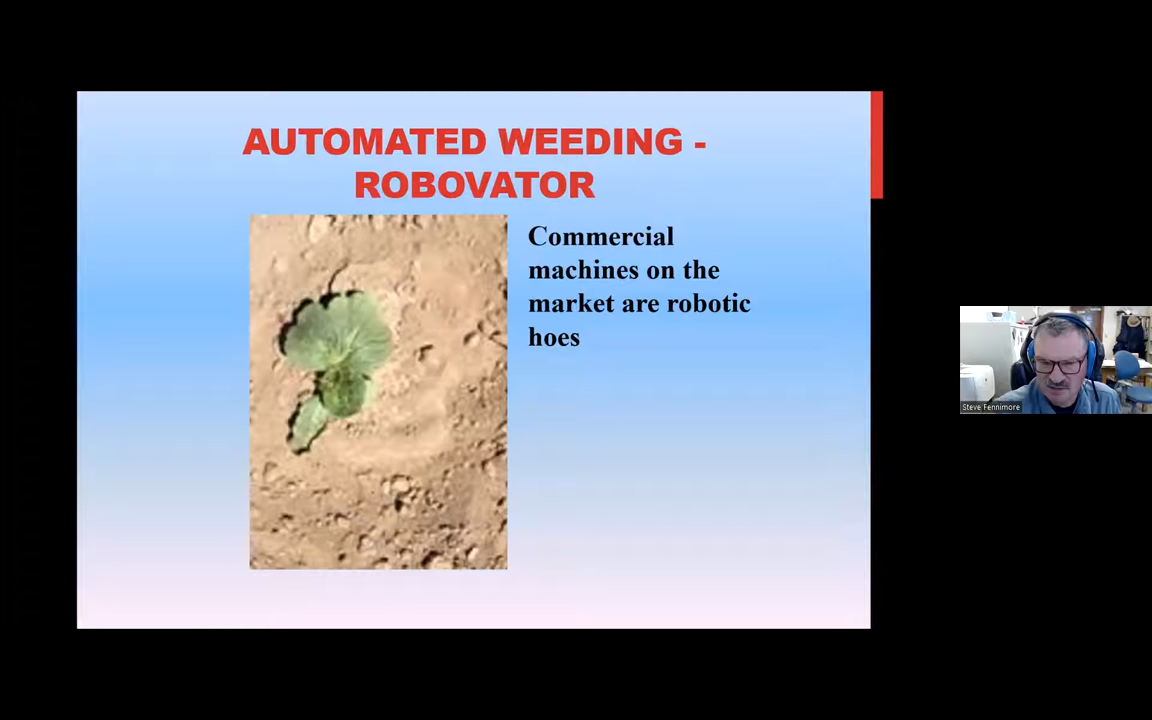 AUTOMATED WEEDING -
ROBOVATOR
Commercial
machines on the
market are robotic
hoes
Steve Fennimore